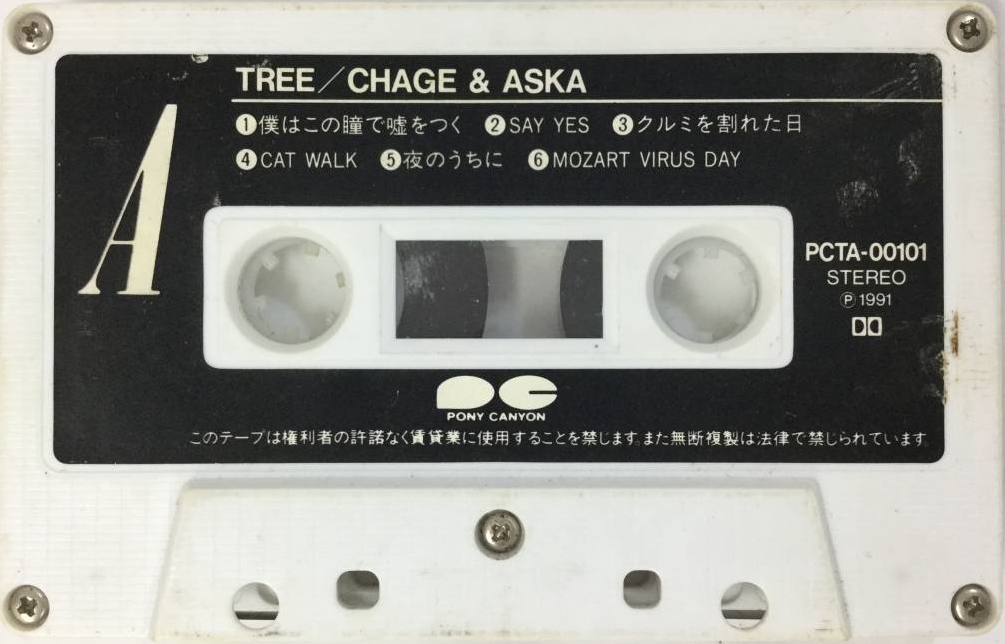 A
TREE/CHAGE & ASKA
❶僕はこの瞳で嘘をつく ❷SAY YES ❸クルミを割れた日
❹CAT WALK ❺夜のうちに ❻MOZART VIRUS DAY
PCTA-00101
STEREO
℗1991
PONY CANYON
このテープは権利者の許諾なく賃貸業に使用することを禁じます。また無断複製は法律で禁じられています。